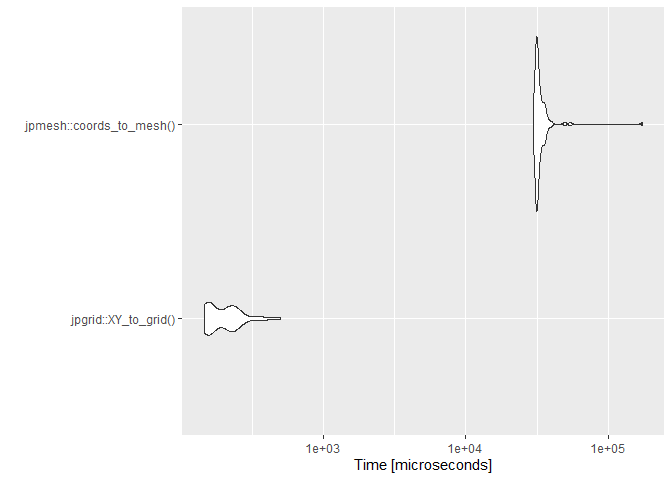 jpmesh::coords_to_mesh()
jpgrid::XY_to_grid()
1e+03 1e+04 1e+05
Time [microseconds]